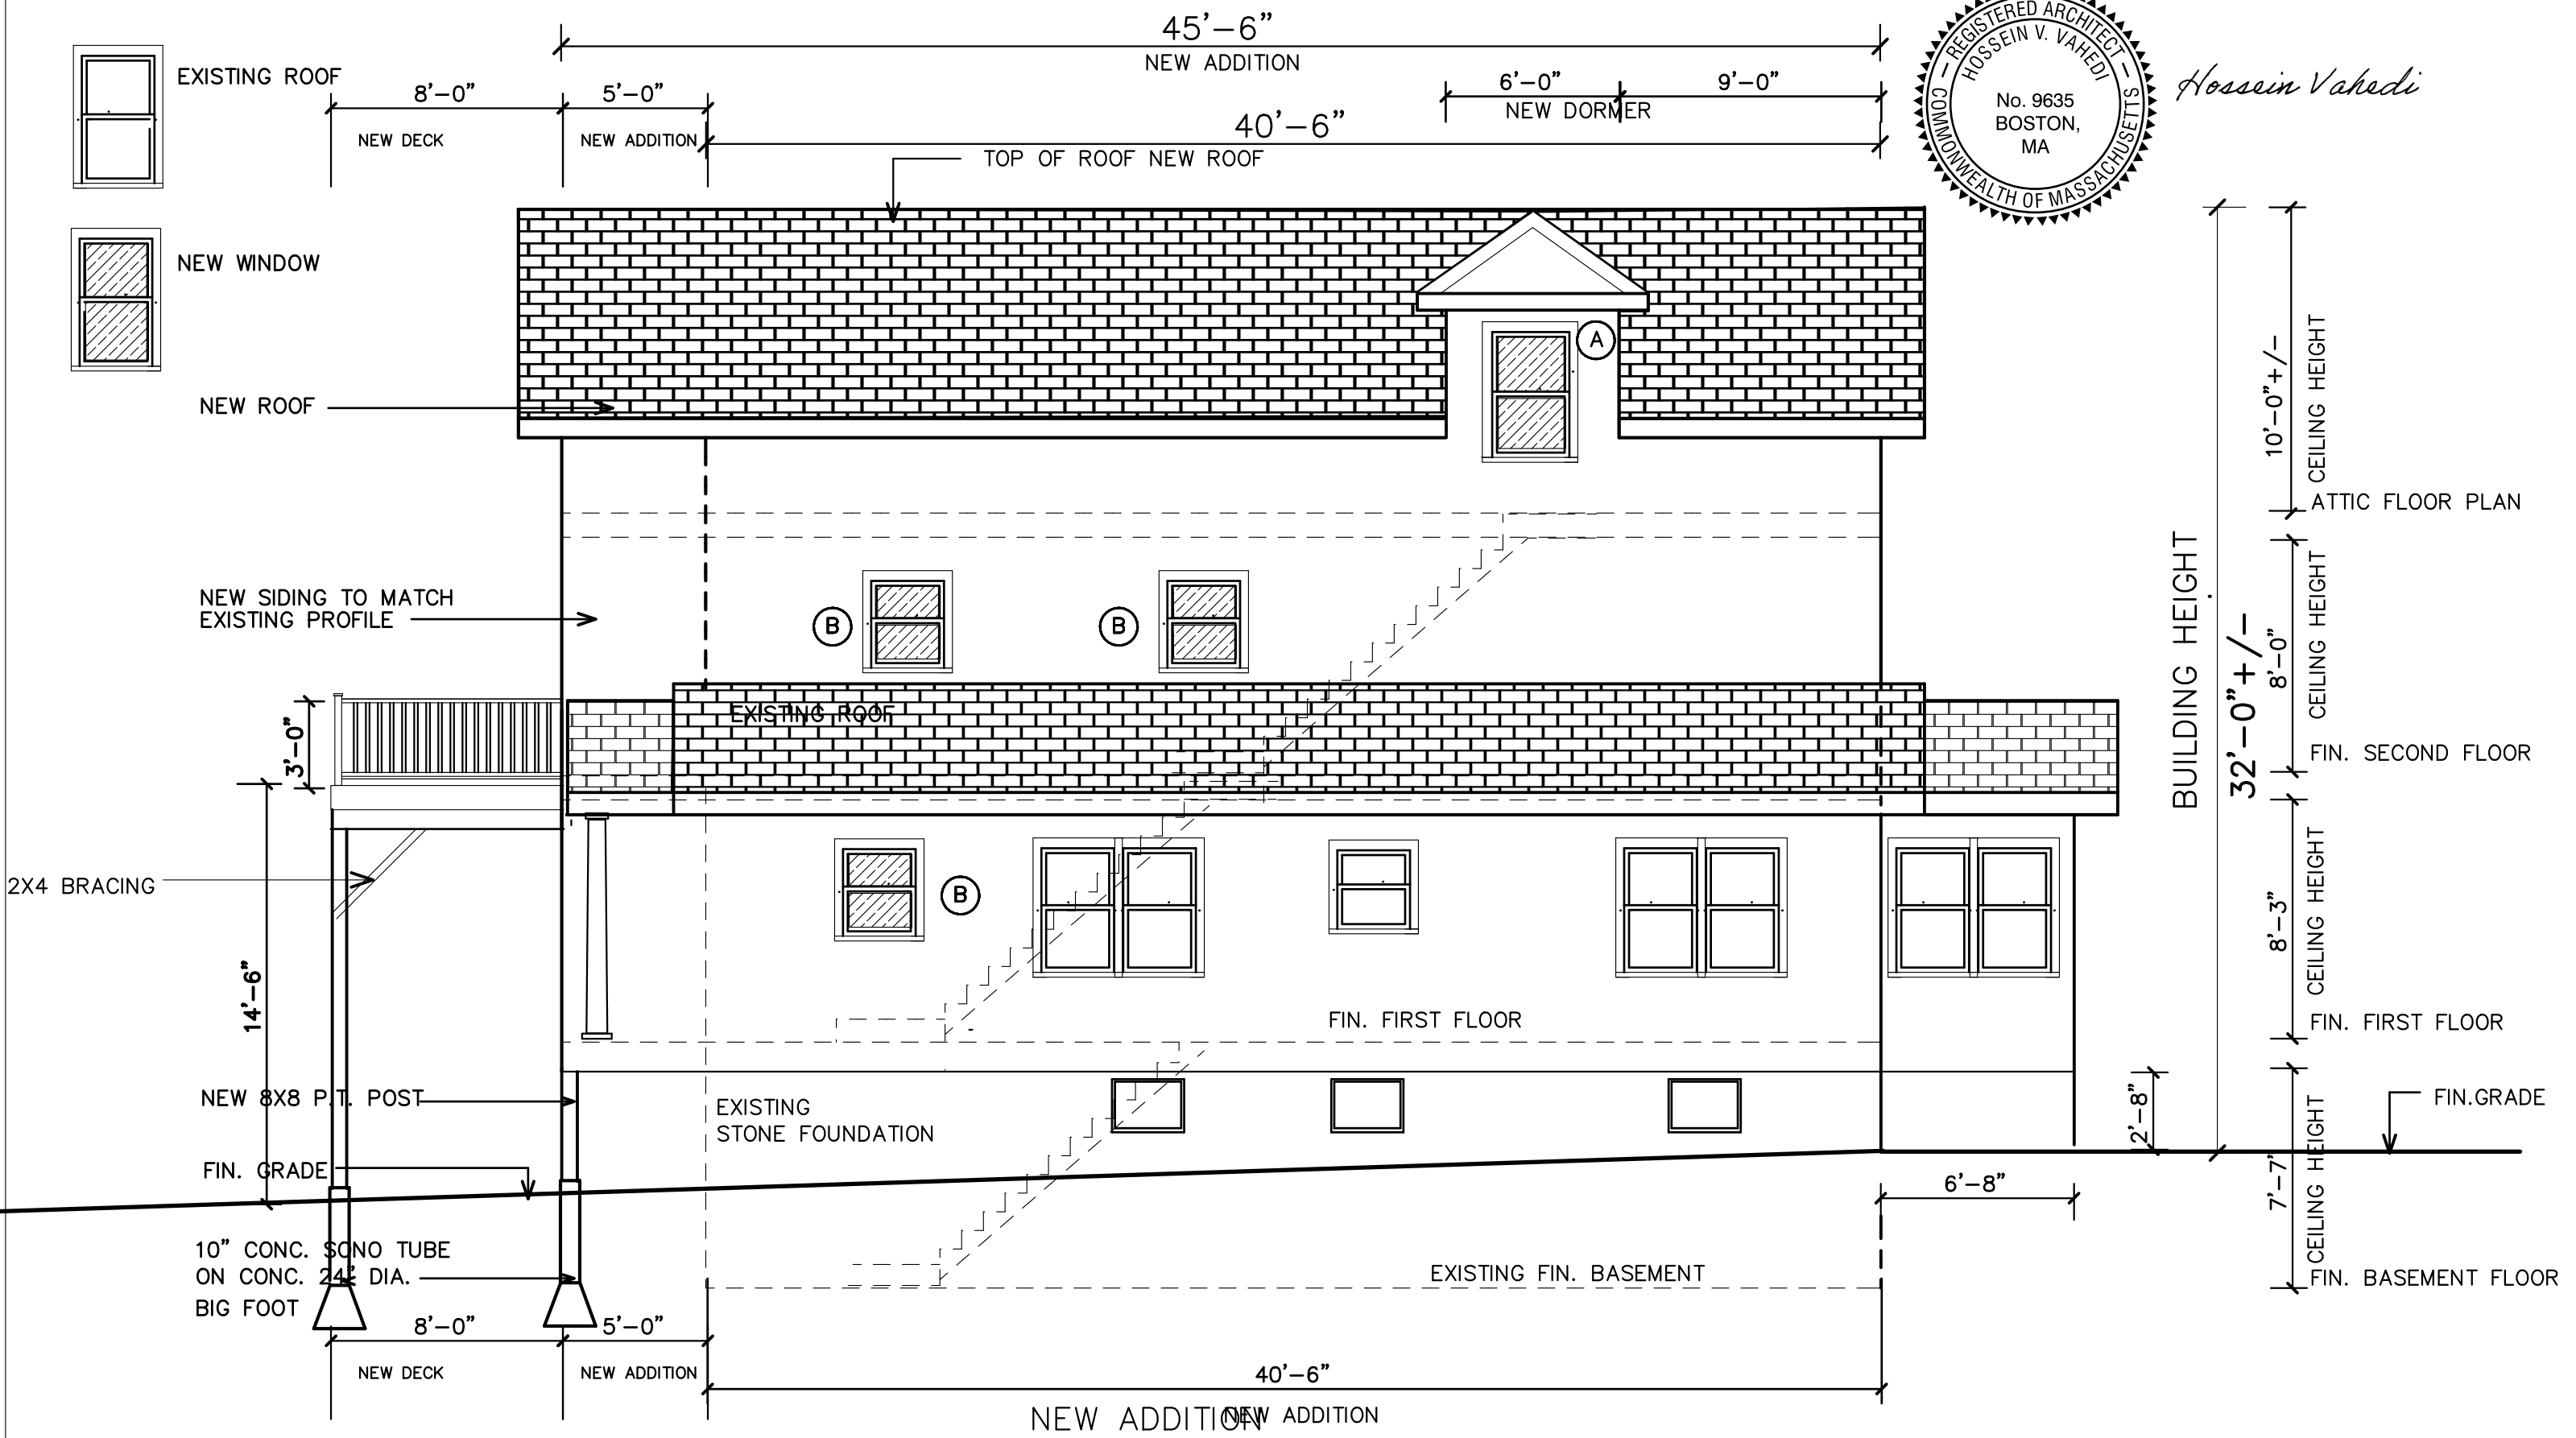 45'-6"
NEW ADDITION
REGISTERED ARCHITECT
HOSSEIN V. VAHEDI
No. 9635
BOSTON,
MA
COMMONWEALTH OF MASSACHUSETTS
Hossein Vahedi
EXISTING ROOF
8'-0"
5'-0"
6'-0"
9'-0"
NEW DORMER
NEW DECK
NEW ADDITION
40'-6"
TOP OF ROOF NEW ROOF
NEW WINDOW
A
NEW ROOF
10'-0"+/-
CEILING HEIGHT
ATTIC FLOOR PLAN
NEW SIDING TO MATCH
EXISTING PROFILE
B
B
BUILDING HEIGHT
32'-0"+/-
8'-0"
CEILING HEIGHT
FIN. SECOND FLOOR
EXISTING ROOF
3'-0"
2X4 BRACING
B
14'-6"
8'-3"
CEILING HEIGHT
FIN. FIRST FLOOR
FIN. FIRST FLOOR
NEW 8X8 P.T. POST
EXISTING
STONE FOUNDATION
2'-8"
FIN.GRADE
FIN. GRADE
6'-8"
7'-7"
CEILING HEIGHT
10" CONC. SONO TUBE
ON CONC. 24" DIA.
BIG FOOT
EXISTING FIN. BASEMENT
FIN. BASEMENT FLOOR
8'-0"
5'-0"
NEW DECK
NEW ADDITION
40'-6"
NEW ADDITION
NEW ADDITION